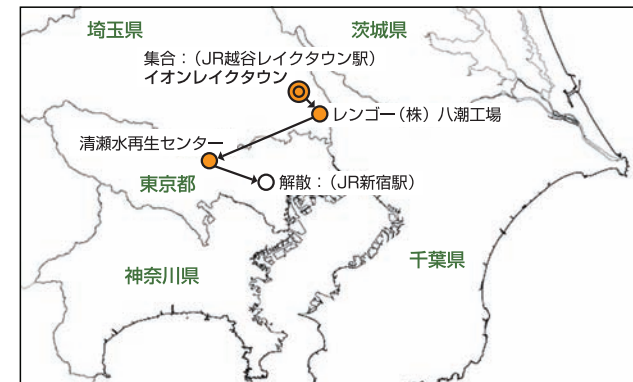 埼玉県
茨城県
集合：（JR越谷レイクタウン駅）
イオンレイクタウン
レンゴー（株）八潮工場
清瀬水再生センター
東京都
解散：（JR新宿駅）
千葉県
神奈川県